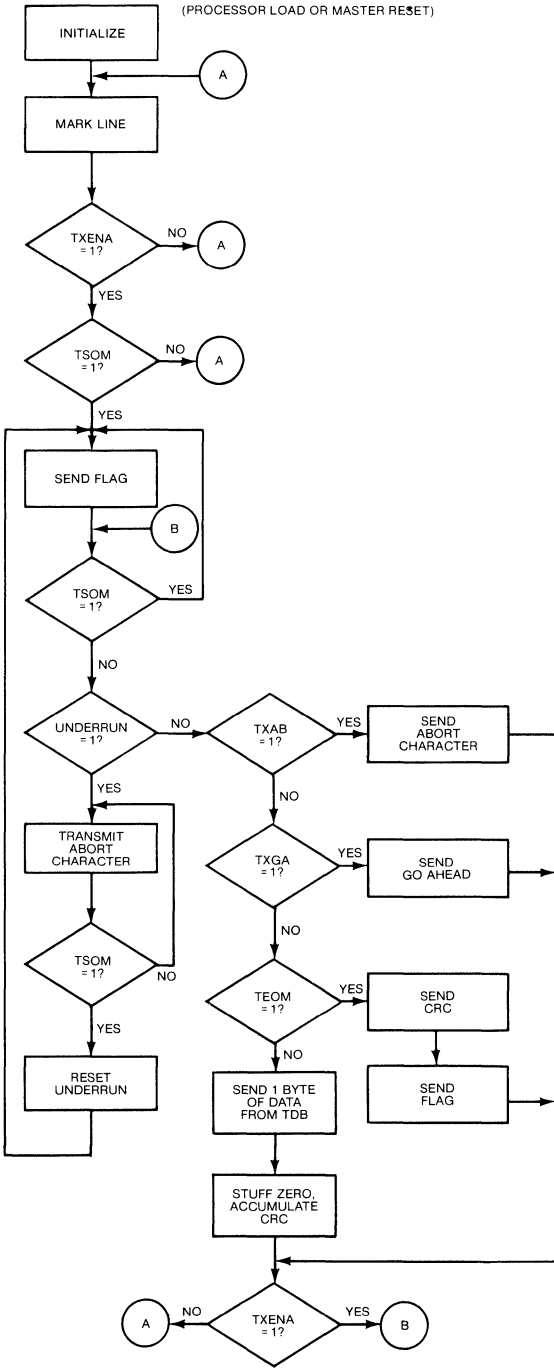 (PROCESSOR LOAD OR MASTER RESET)
INITIALIZE
A
MARK LINE
TXENA
= 1?
NO
A
YES
TSOM
= 1?
NO
A
YES
SEND FLAG
B
TSOM
= 1?
YES
NO
UNDERRUN
= 1?
NO
TXAB
= 1?
YES
SEND
ABORT
CHARACTER
YES
NO
TRANSMIT
ABORT
CHARACTER
TXGA
= 1?
YES
SEND
GO AHEAD
NO
TSOM
= 1?
NO
TEOM
= 1?
YES
SEND
CRC
YES
NO
RESET
UNDERRUN
SEND 1 BYTE
OF DATA
FROM TDB
SEND
FLAG
STUFF ZERO,
ACCUMULATE
CRC
A
NO
TXENA
= 1?
YES
B